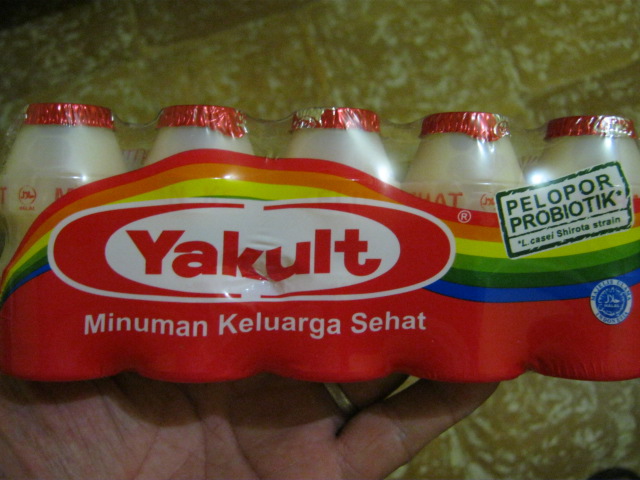 PELOPOR
PROBIOTIK*
*L.casei Shirota strain
Yakult
®
Minuman Keluarga Sehat